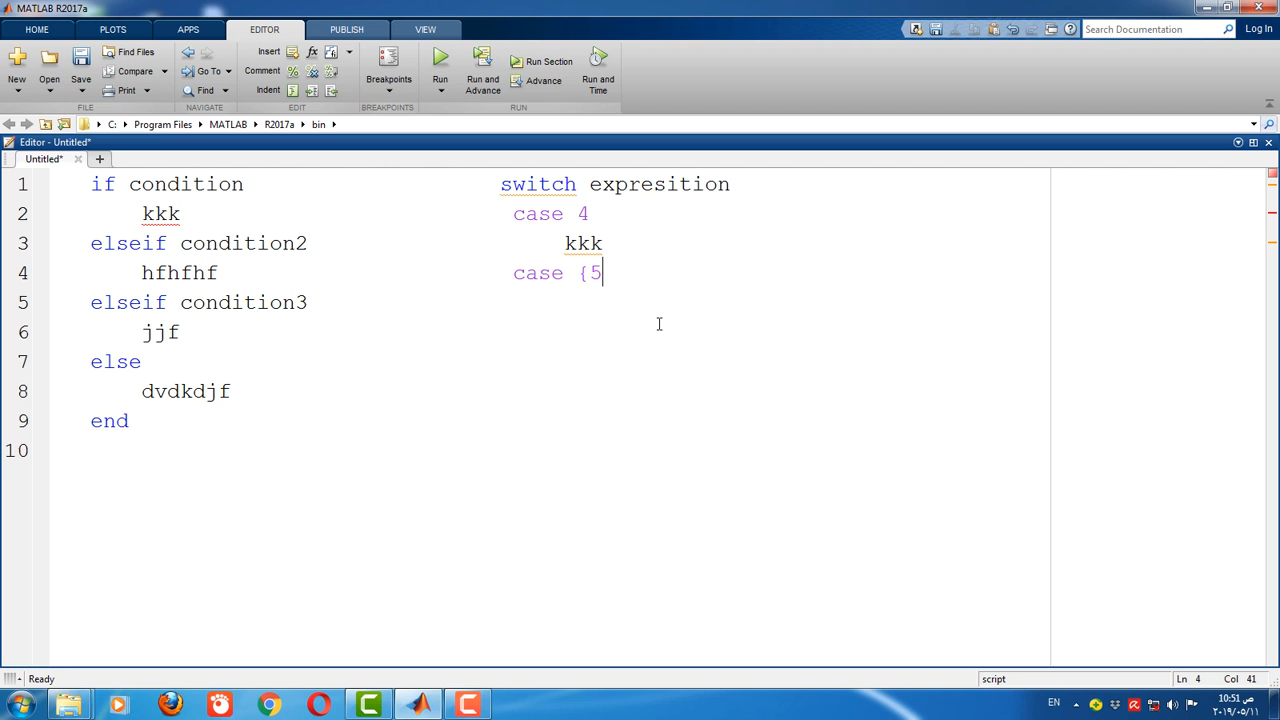 MATLAB R2017a
HOME PLOTS APPS EDITOR PUBLISH VIEW
Search Documentation
Log In
New Open Save
Find Files
Compare
Print
Go To
Find
Insert
Comment
Indent
fx
Breakpoints
Run
Run and Advance
Run Section
Advance
Run and Time
FILE NAVIGATE EDIT BREAKPOINTS RUN
C: Program Files MATLAB R2017a bin
Editor - Untitled*
Untitled*
1 if condition switch expresition
2 kkk case 4
3 elseif condition2 kkk
4 hfhfhf case {5
5 elseif condition3
6 jjf
7 else
8 dvdkdjf
9 end
10
Ready script Ln 4 Col 41
EN
10:51 ص
٢٠١٩/٠٥/١١